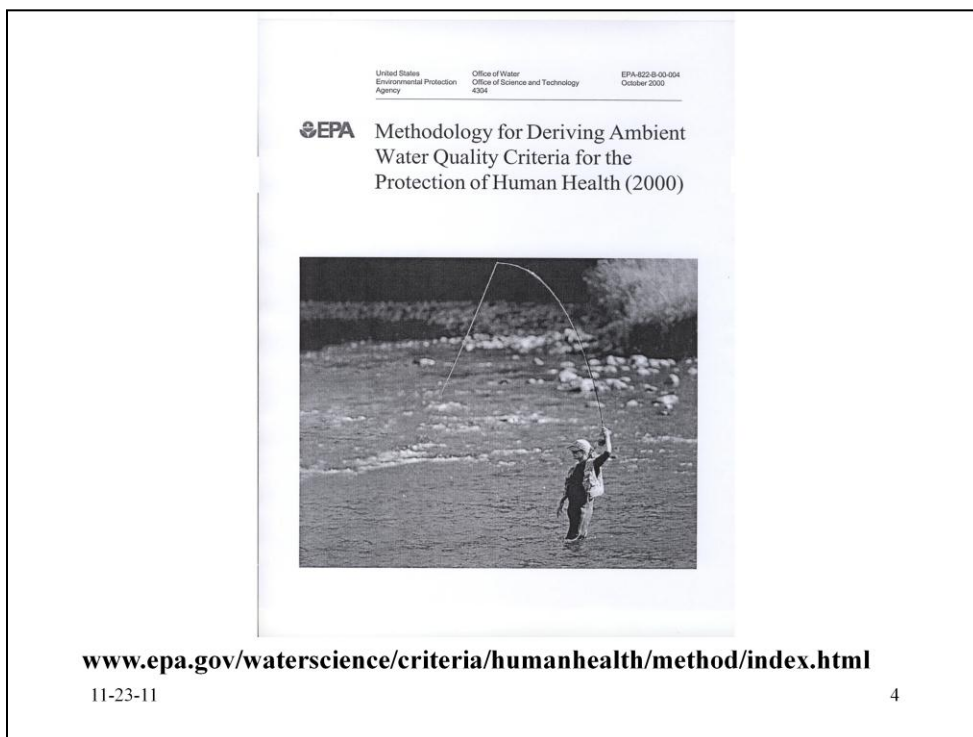 United States
Environmental Protection
Agency
Office of Water
Office of Science and Technology
4304
EPA-822-B-00-004
October 2000
EPA
Methodology for Deriving Ambient
Water Quality Criteria for the
Protection of Human Health (2000)
www.epa.gov/waterscience/criteria/humanhealth/method/index.html
11-23-11
4